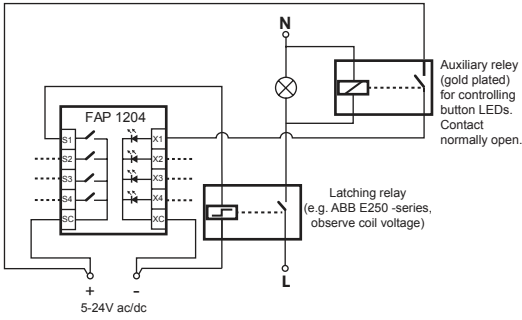 N
Auxiliary reley
(gold plated)
for controlling
button LEDs.
Contact
normally open.
FAP 1204
S1 X1
S2 X2
S3 X3
S4 X4
SC XC
Latching relay
(e.g. ABB E250 -series,
observe coil voltage)
L
+ -
5-24V ac/dc